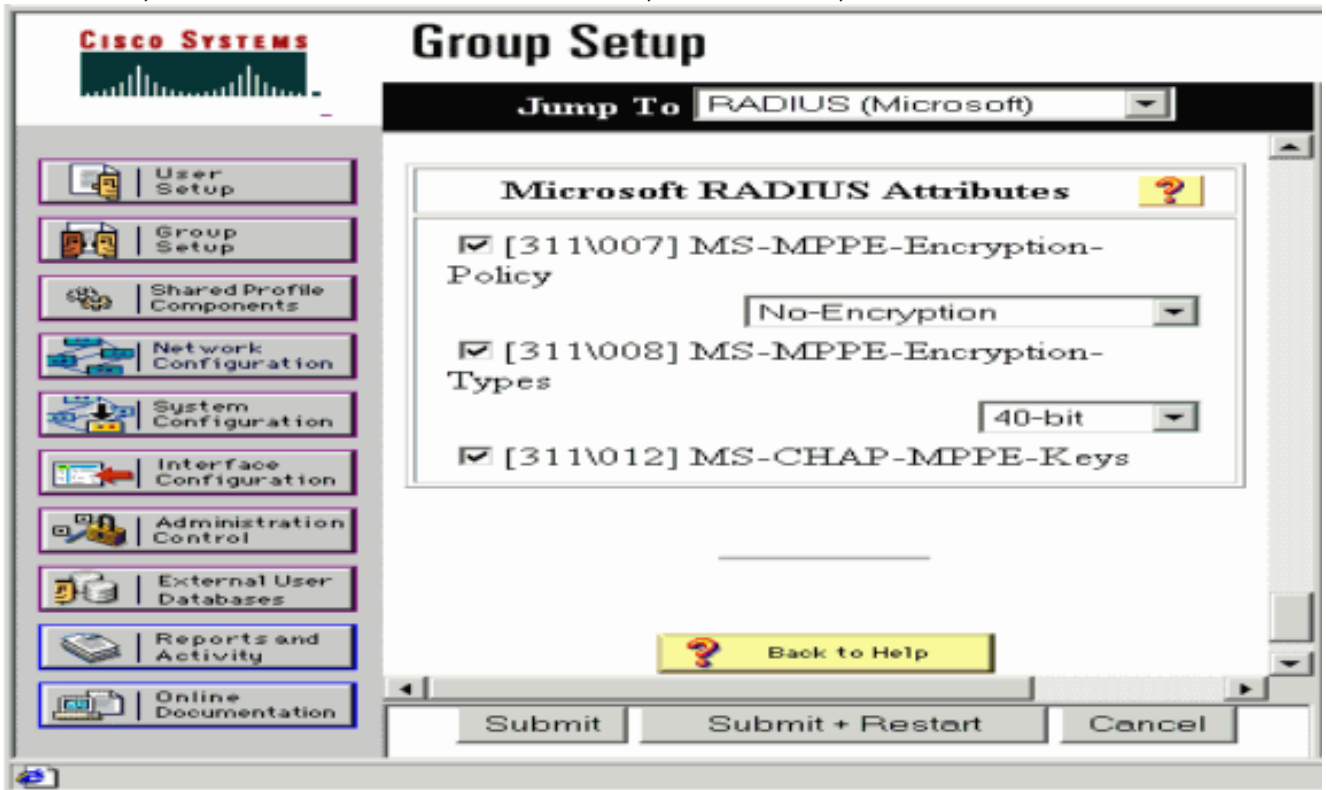 CISCO SYSTEMS
Group Setup
Jump To RADIUS (Microsoft)
User
Setup
Group
Setup
Shared Profile
Components
Network
Configuration
System
Configuration
Interface
Configuration
Administration
Control
External User
Databases
Reports and
Activity
Online
Documentation
Microsoft RADIUS Attributes ?
[311\007] MS-MPPE-Encryption-
Policy
No-Encryption
[311\008] MS-MPPE-Encryption-
Types
40-bit
[311\012] MS-CHAP-MPPE-Keys
? Back to Help
Submit
Submit + Restart
Cancel